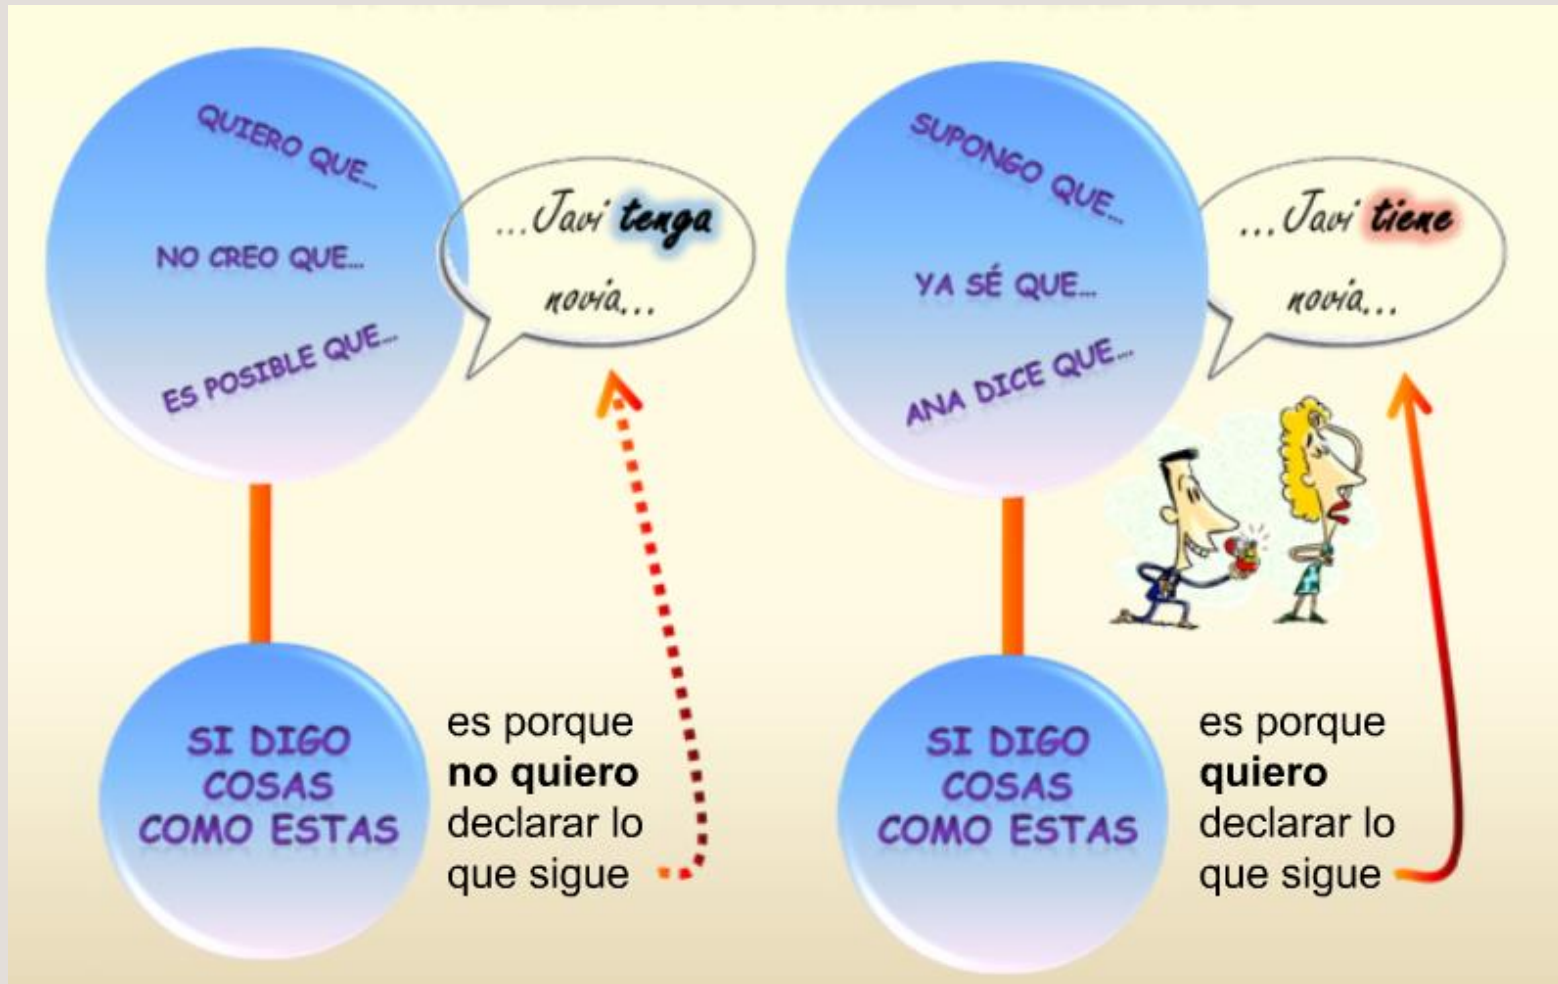 QUIERO QUE...
NO CREO QUE...
ES POSIBLE QUE...
...Javi tenga
novia...
SI DIGO
COSAS
COMO ESTAS
es porque
no quiero
declarar lo
que sigue
SUPONGO QUE...
YA SÉ QUE...
ANA DICE QUE...
...Javi tiene
novia...
SI DIGO
COSAS
COMO ESTAS
es porque
quiero
declarar lo
que sigue